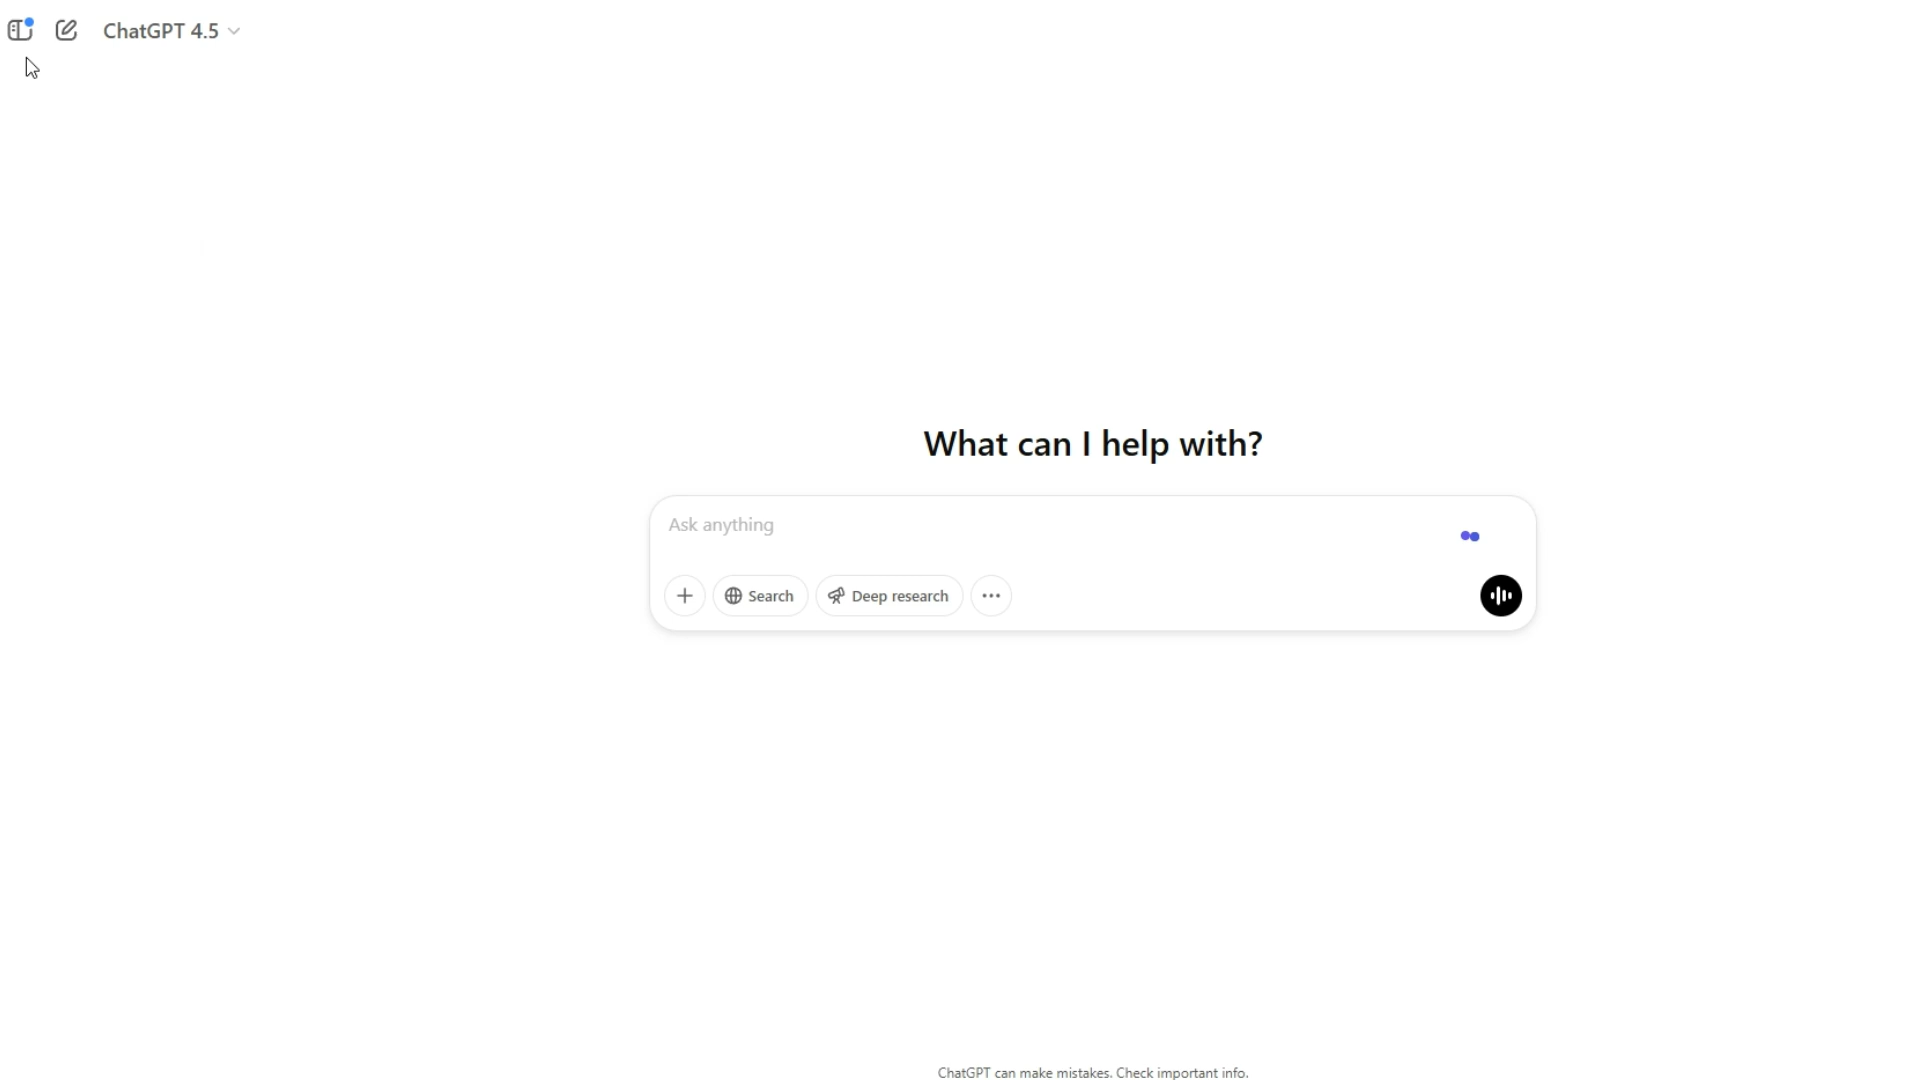 ChatGPT 4.5
What can I help with?
Ask anything
Search
Deep research
ChatGPT can make mistakes. Check important info.